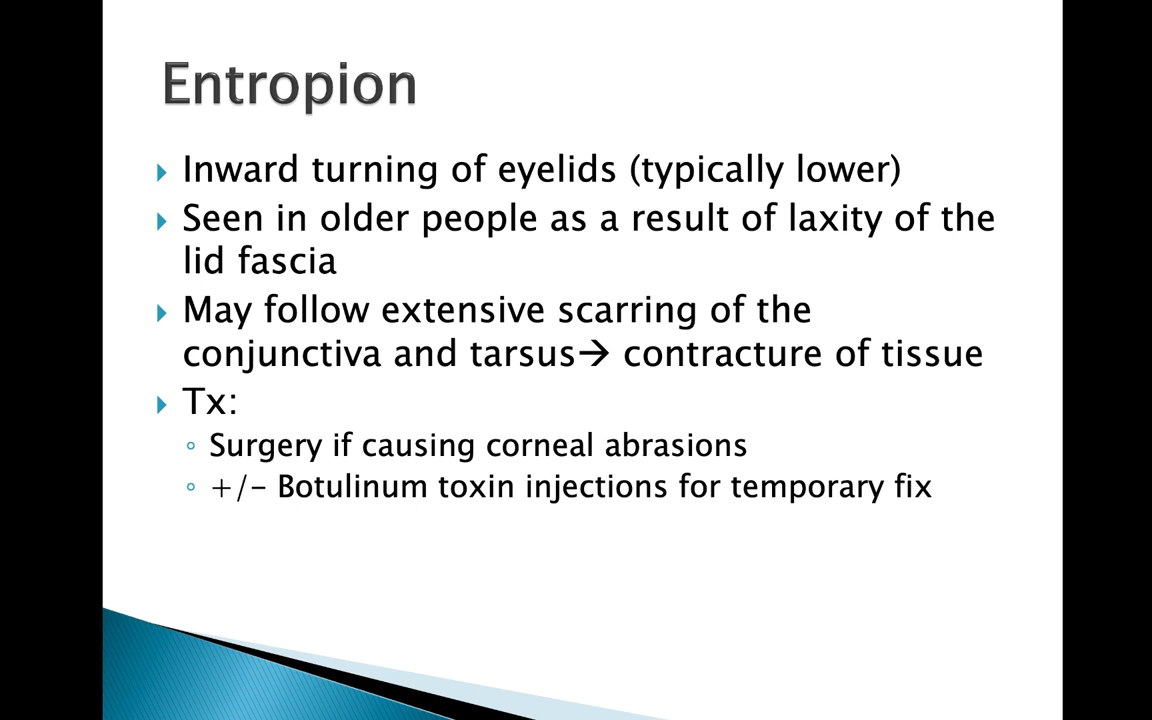 Entropion
Inward turning of eyelids (typically lower)
Seen in older people as a result of laxity of the
lid fascia
May follow extensive scarring of the
conjunctiva and tarsus→ contracture of tissue
Tx:
Surgery if causing corneal abrasions
+/- Botulinum toxin injections for temporary fix